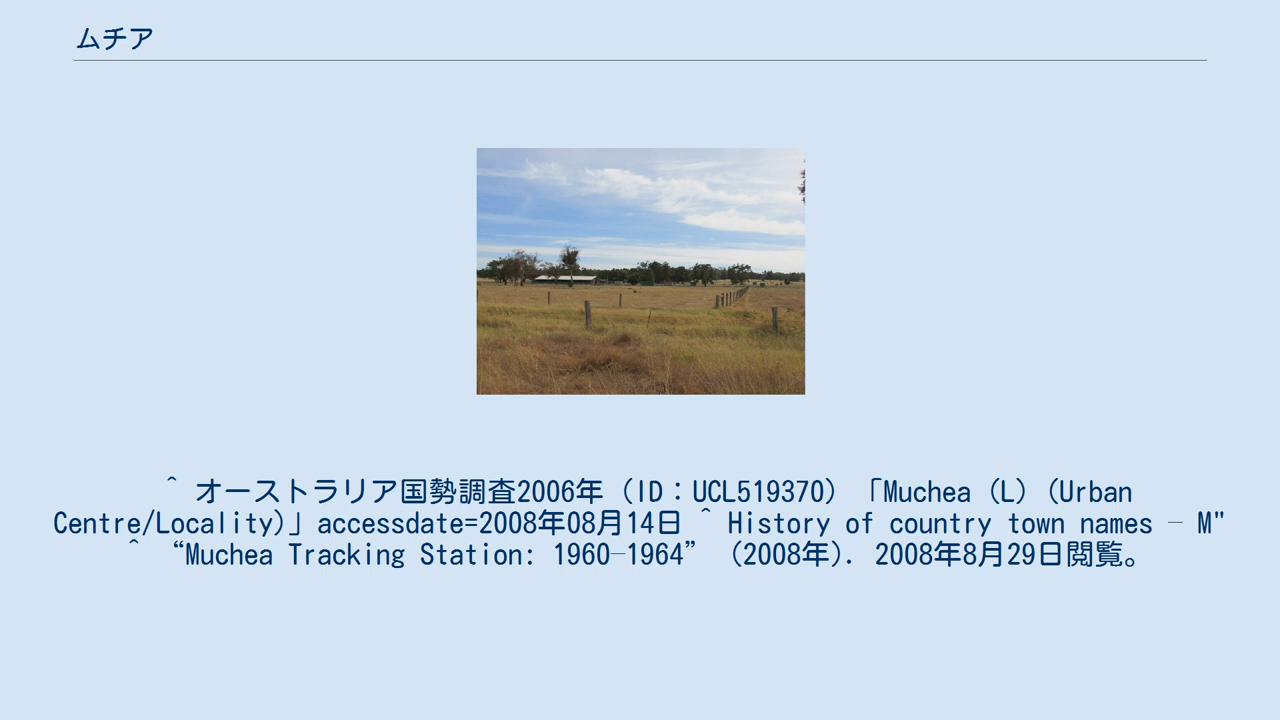 ムチア
^ オーストラリア国勢調査2006年 (ID：UCL519370) 「Muchea (L) (Urban
Centre/Locality)」accessdate=2008年08月14日 ^ History of country town names – M"
^ “Muchea Tracking Station: 1960–1964” (2008年). 2008年8月29日閲覧。